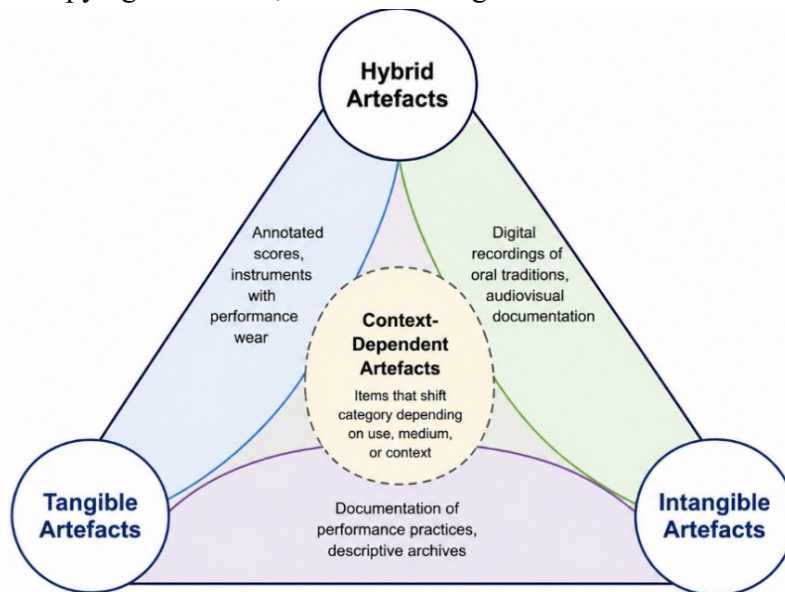 Hybrid
Artefacts
Annotated
scores,
instruments
with
performance
wear
Digital
recordings of
oral traditions,
audiovisual
documentation
Context-
Dependent
Artefacts
Items that shift
category depending
on use, medium,
or context
Tangible
Artefacts
Documentation of
performance practices,
descriptive archives
Intangible
Artefacts